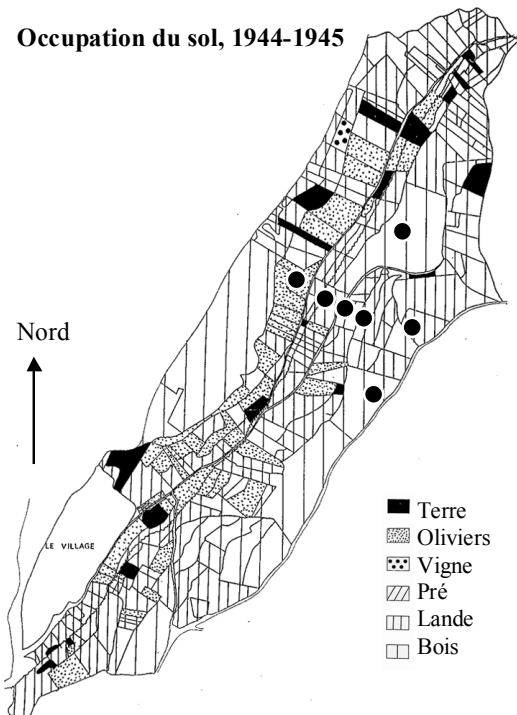 Occupation du sol, 1944-1945
Nord
LE VILLAGE
Terre
Oliviers
Vigne
Pré
Lande
Bois